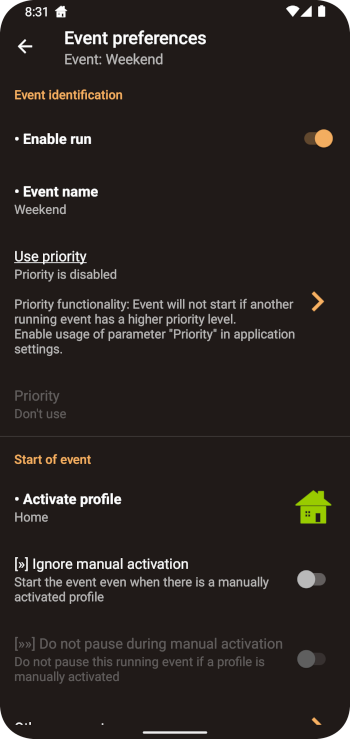 8:31
Event preferences
Event: Weekend
Event identification
• Enable run
• Event name
Weekend
Use priority
Priority is disabled
Priority functionality: Event will not start if another
running event has a higher priority level.
Enable usage of parameter "Priority" in application
settings.
Priority
Don't use
Start of event
• Activate profile
Home
[»] Ignore manual activation
Start the event even when there is a manually
activated profile
[»»] Do not pause during manual activation
Do not pause this running event if a profile is
manually activated